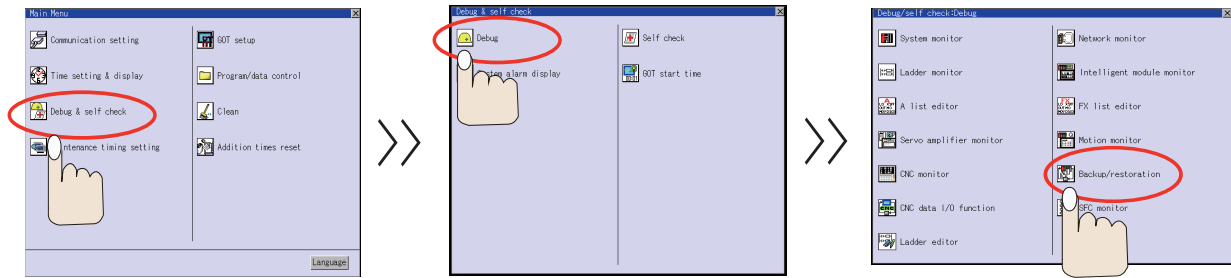 Main Menu
Communication setting
GOT setup
Time setting & display
Program/data control
Debug & self check
Clean
ntenance timing setting
Addition times reset
Language
Debug & self check
Debug
Self check
System alarm display
GOT start time
Debug/self check:Debug
System monitor
Network monitor
Ladder monitor
Intelligent module monitor
A list editor
FX list editor
Servo amplifier monitor
Motion monitor
CNC monitor
Backup/restoration
CNC data I/O function
SFC monitor
Ladder editor